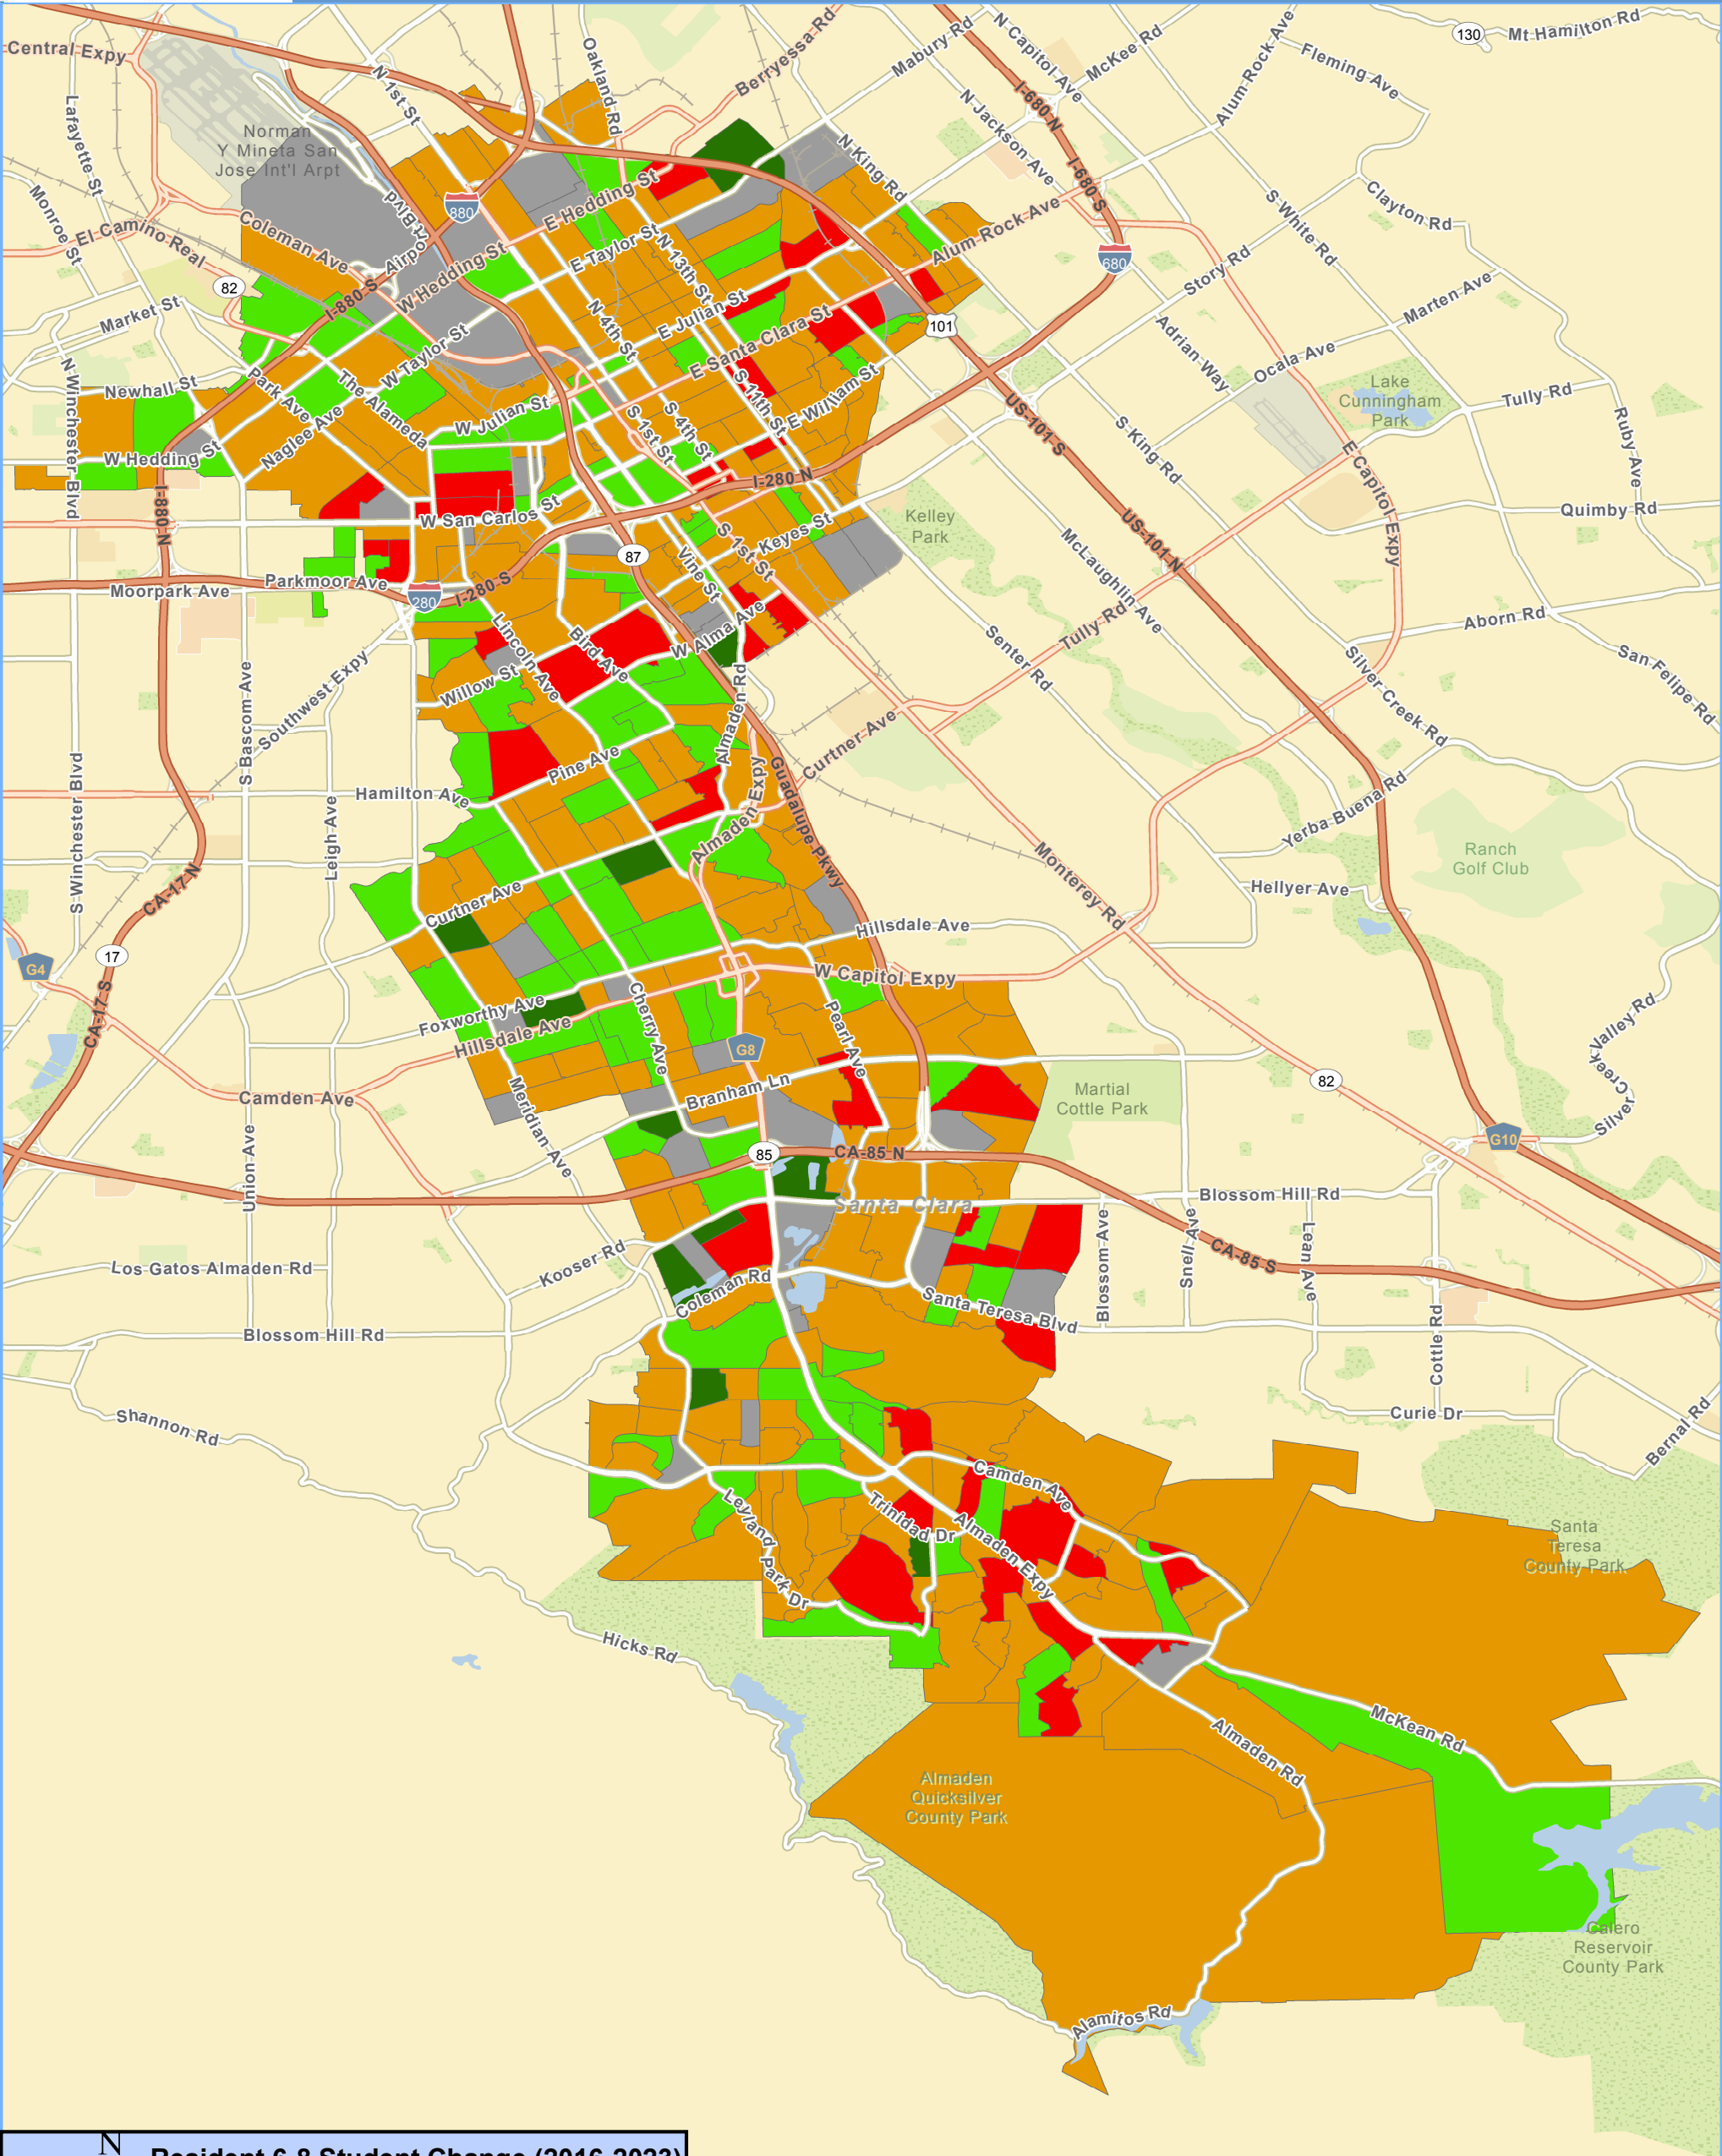 Central Expy
N 1st St
Oakland Rd
Berryessa Rd
Mabury Rd
N Capitol Ave
McKee Rd
130
Mt Hamilton Rd
Fleming Ave
Alum Rock Ave
Lafayette St
Norman
Y Mineta San
Jose Int'l Arpt
I-680 N
N Jackson Ave
N King Rd
I-680 S
Monroe St
880
E Hedding St
Clayton Rd
S White Rd
El Camino Real
Coleman Ave
Airport Blvd
W Hedding St
E Taylor St
N 13th St
Alum Rock Ave
680
Story Rd
82
I-880 S
Market St
N 4th St
E Julian St
E Santa Clara St
101
Marten Ave
Adrian Way
Ocala Ave
N Winchester Blvd
Newhall St
Park Ave
The Alameda
W Taylor St
Naglee Ave
W Julian St
S 1st St
S 4th St
S 11th St
E William St
US-101 S
Lake
Cunningham
Park
Tully Rd
Ruby Ave
S King Rd
W Hedding St
E Capitol Expy
I-880 N
I-280 N
W San Carlos St
Kelley
Park
Quimby Rd
US-101 N
Keyes St
S 1st St
87
Vine St
McLaughlin Ave
Moorpark Ave
Parkmoor Ave
280
I-280 S
Lincoln Ave
Bird Ave
W Alma Ave
Senter Rd
Tully Rd
Aborn Rd
San Felipe Rd
Silver Creek Rd
Willow St
Southwest Expy
S Bascom Ave
Almaden Rd
Curtner Ave
S Winchester Blvd
Hamilton Ave
Pine Ave
Almaden Expy
Guadalupe Pkwy
Yerba Buena Rd
Leigh Ave
Almaden Expy
Monterey Rd
Ranch
Golf Club
CA-17 N
Curtner Ave
Hellyer Ave
Hillsdale Ave
17
G4
W Capitol Expy
CA-17 S
Foxworthy Ave
Hillsdale Ave
Cherry Ave
Pearl Ave
G8
Silver Creek Valley Rd
Camden Ave
Meridian Ave
Branham Ln
Martial
Cottle Park
82
G10
Union Ave
85
CA-85 N
Santa Clara
Blossom Hill Rd
Blossom Ave
Snell Ave
Lean Ave
CA-85 S
Los Gatos Almaden Rd
Kooser Rd
Coleman Rd
Santa Teresa Blvd
Blossom Hill Rd
Cottle Rd
Shannon Rd
Curie Dr
Bernal Rd
Camden Ave
Leyland Park Dr
Trinidad Dr
Almaden Expy
Santa
Teresa
County Park
Hicks Rd
McKean Rd
Almaden Rd
Almaden
Quicksilver
County Park
Calero
Reservoir
County Park
Alamitos Rd
N
Resident 6-8 Student Change (2016-2023)